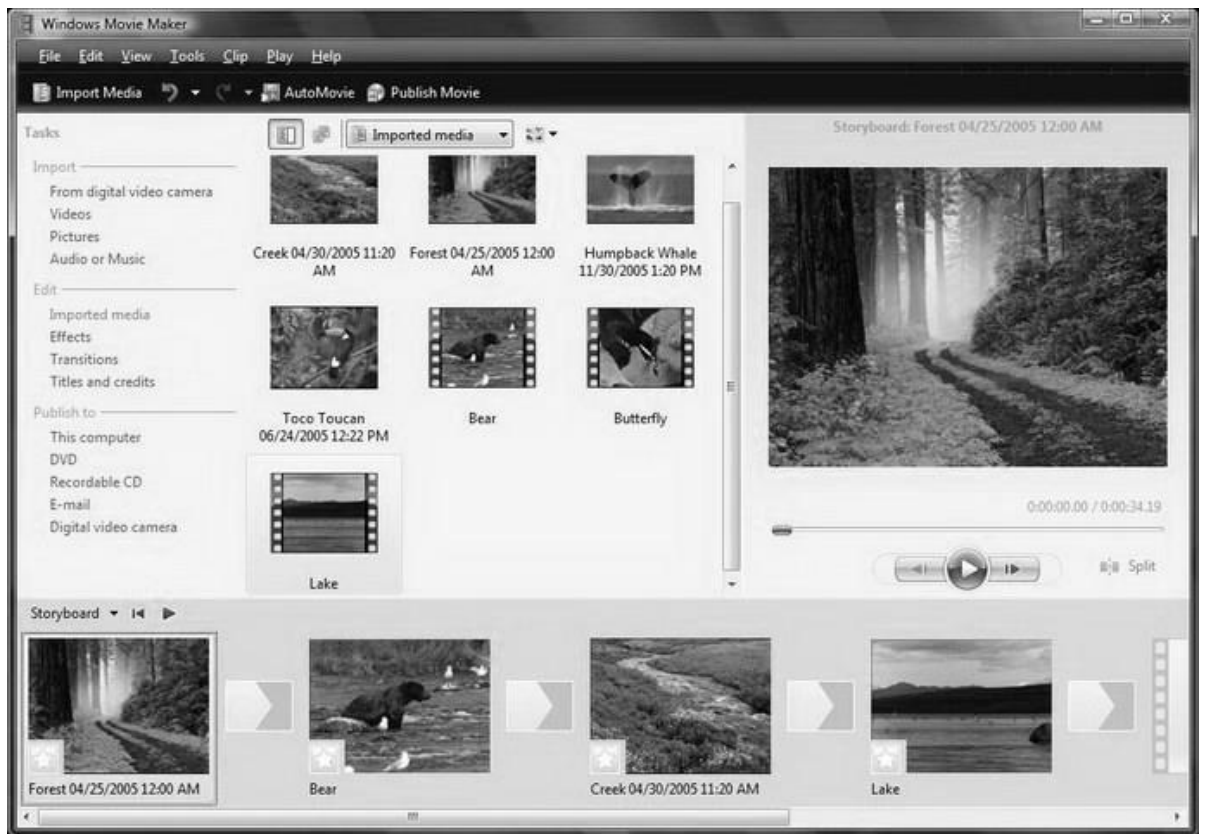 Windows Movie Maker
File Edit View Tools Clip Play Help
Import Media AutoMovie Publish Movie
Tasks
Import
From digital video camera
Videos
Pictures
Audio or Music
Edit
Imported media
Effects
Transitions
Titles and credits
Publish to
This computer
DVD
Recordable CD
E-mail
Digital video camera
Imported media
Creek 04/30/2005 11:20
AM
Forest 04/25/2005 12:00
AM
Humpback Whale
11/30/2005 1:20 PM
Toco Toucan
06/24/2005 12:22 PM
Bear
Butterfly
Lake
Storyboard: Forest 04/25/2005 12:00 AM
0:00:00.00 / 0:00:34.19
Split
Storyboard
Forest 04/25/2005 12:00 AM
Bear
Creek 04/30/2005 11:20 AM
Lake